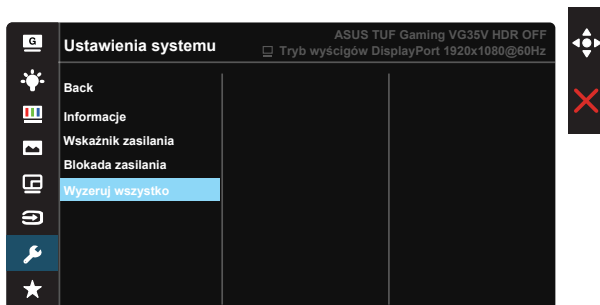 G
Ustawienia systemu
ASUS TUF Gaming VG35V HDR OFF
Tryb wyścigów DisplayPort 1920x1080@60Hz
Back
Informacje
Wskaźnik zasilania
Blokada zasilania
Wyzeruj wszystko